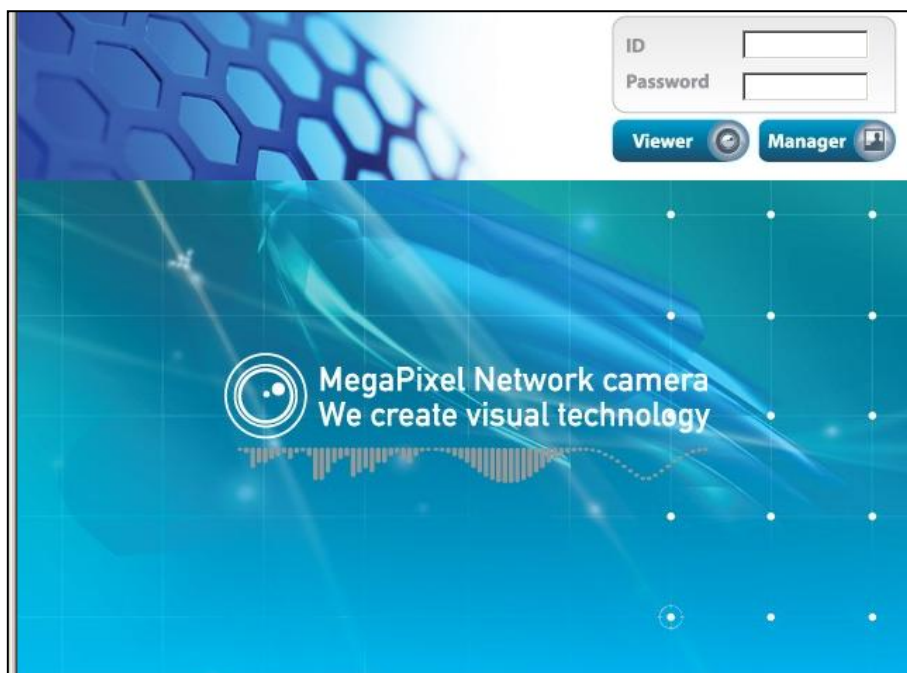 ID
Password
Viewer
Manager
MegaPixel Network camera
We create visual technology